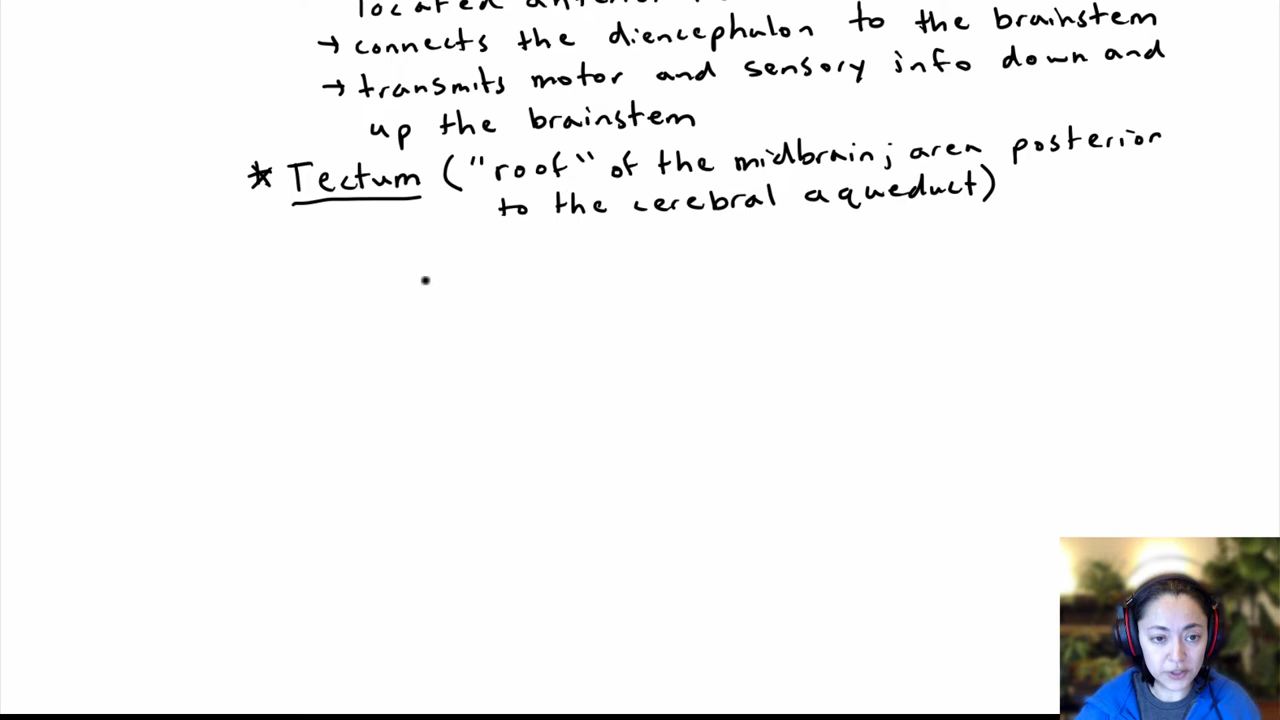 located
→ connects the diencephalon to the brainstem
→ transmits motor and sensory info down and
up the brainstem
* Tectum ("roof" of the midbrain; area posterior
to the cerebral aqueduct)